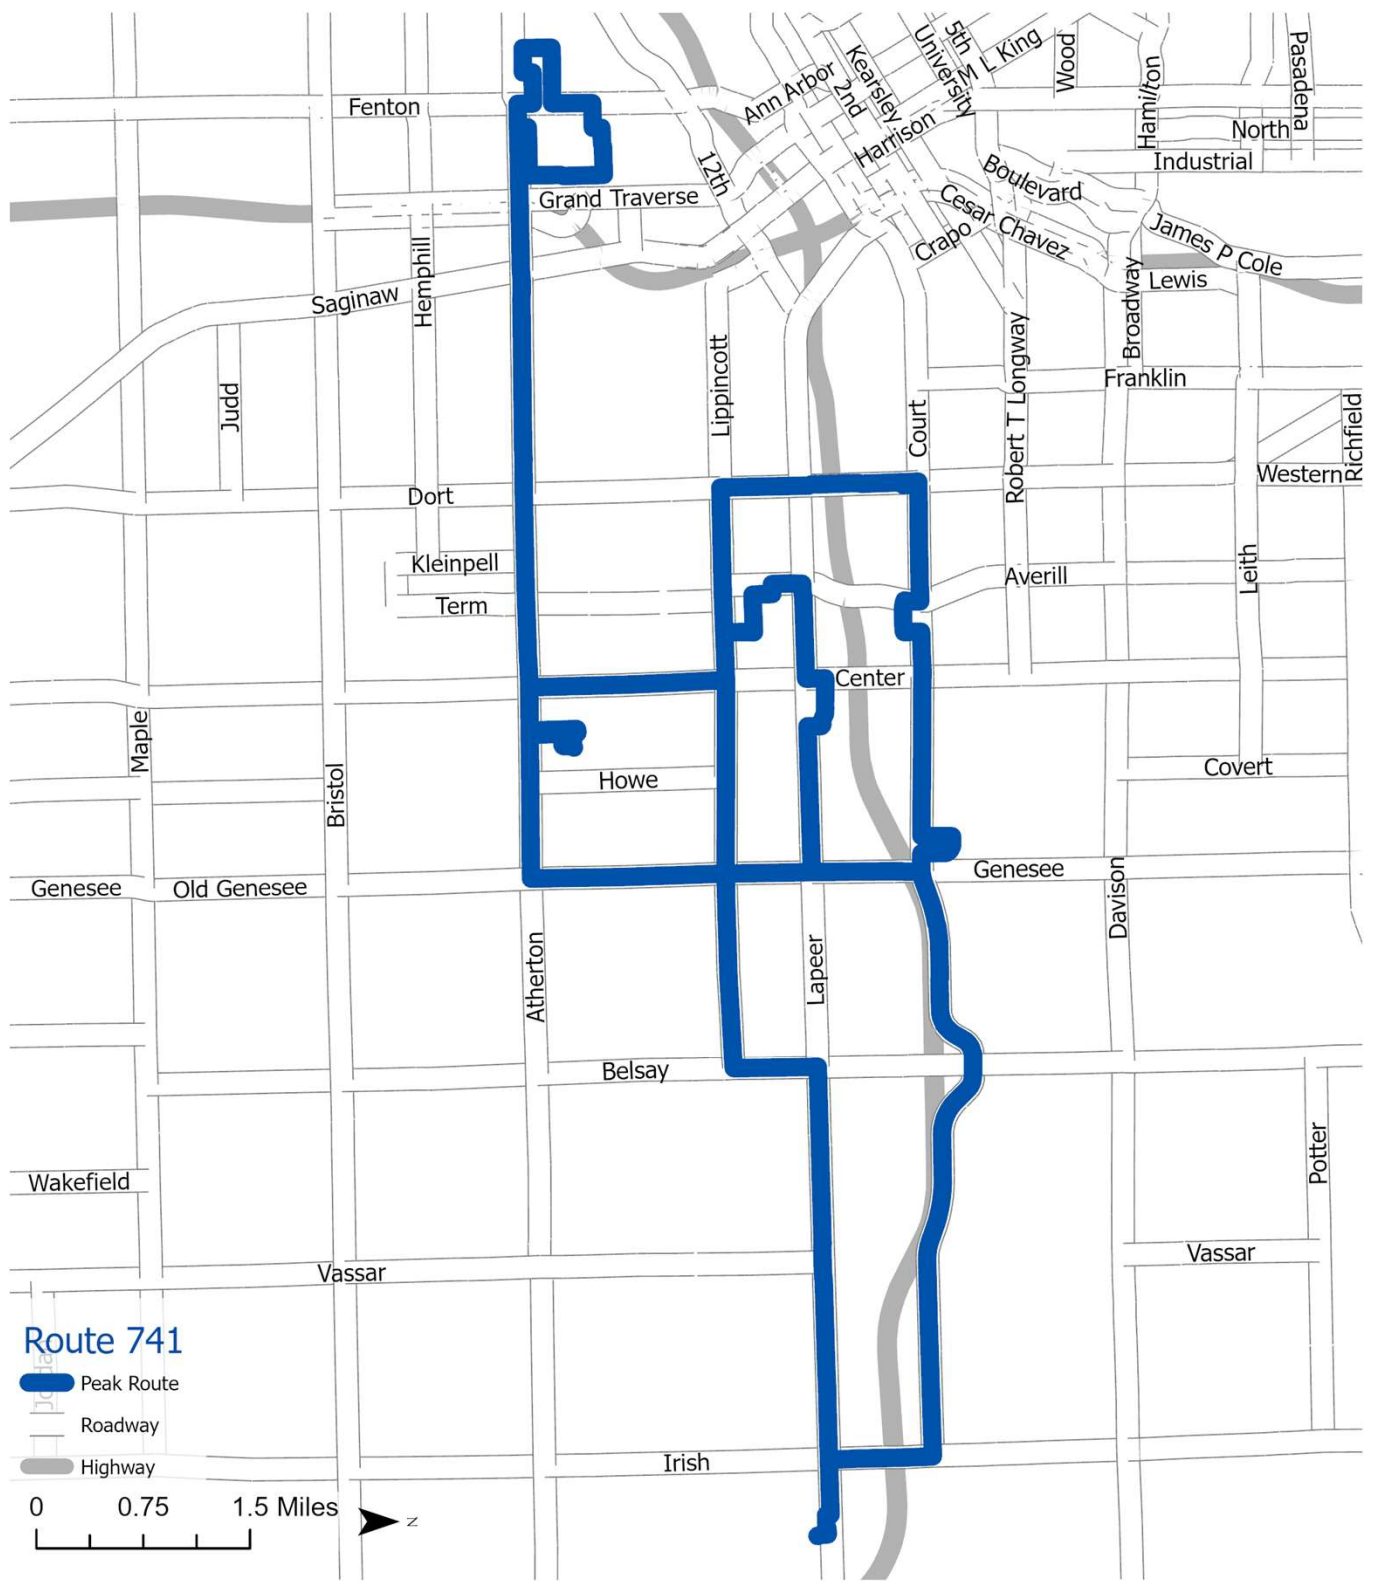 5th
University
M L King
Wood
Hamilton
Pasadena
Kearsley
2nd
Ann Arbor
Fenton
Harrison
North
Industrial
12th
Boulevard
Grand Traverse
Cesar Chavez
Crapo
James P Cole
Hemphill
Saginaw
Lewis
Broadway
Lippincott
Judd
Court
Robert T Longway
Franklin
Richfield
Western
Dort
Kleinpell
Term
Averill
Leith
Center
Maple
Howe
Bristol
Covert
Genesee
Old Genesee
Genesee
Davison
Atherton
Lapeer
Belsay
Wakefield
Potter
Vassar
Vassar
Route 741
Peak Route
Roadway
Highway
Irish
0 0.75 1.5 Miles
N